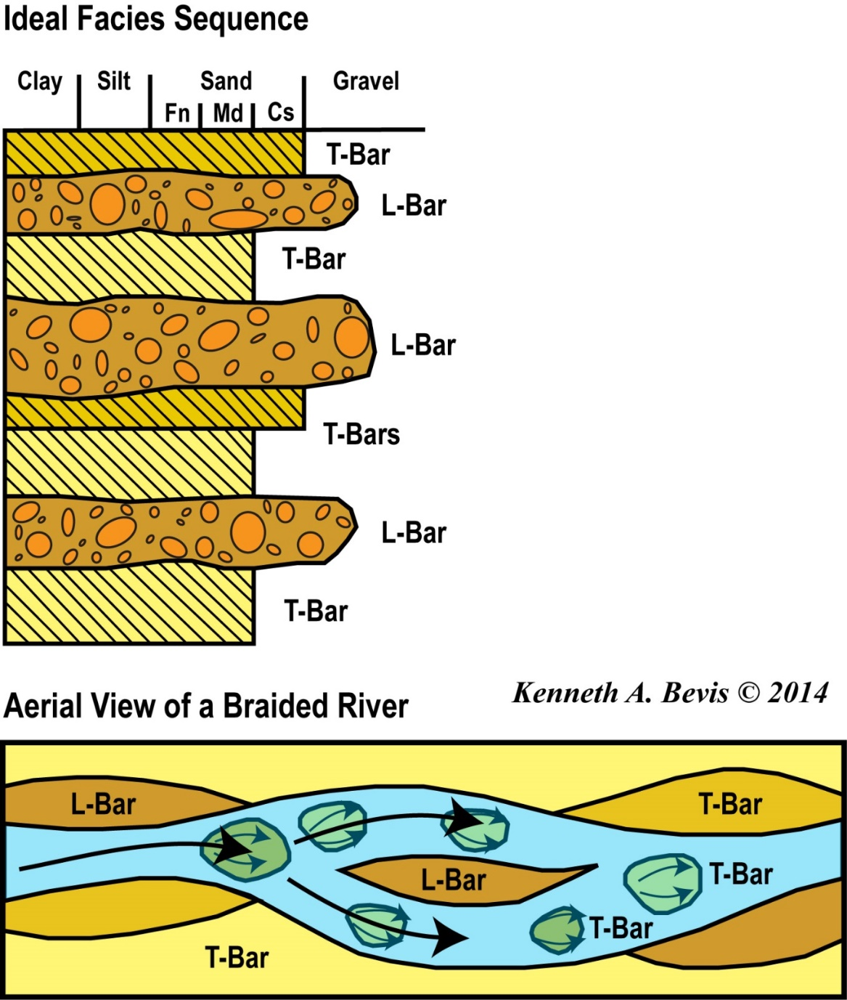 Ideal Facies Sequence
Clay Silt Sand Gravel
Fn Md Cs
T-Bar
L-Bar
T-Bar
L-Bar
T-Bars
L-Bar
T-Bar
Kenneth A. Bevis © 2014
Aerial View of a Braided River
L-Bar
T-Bar
L-Bar
T-Bar
T-Bar
T-Bar